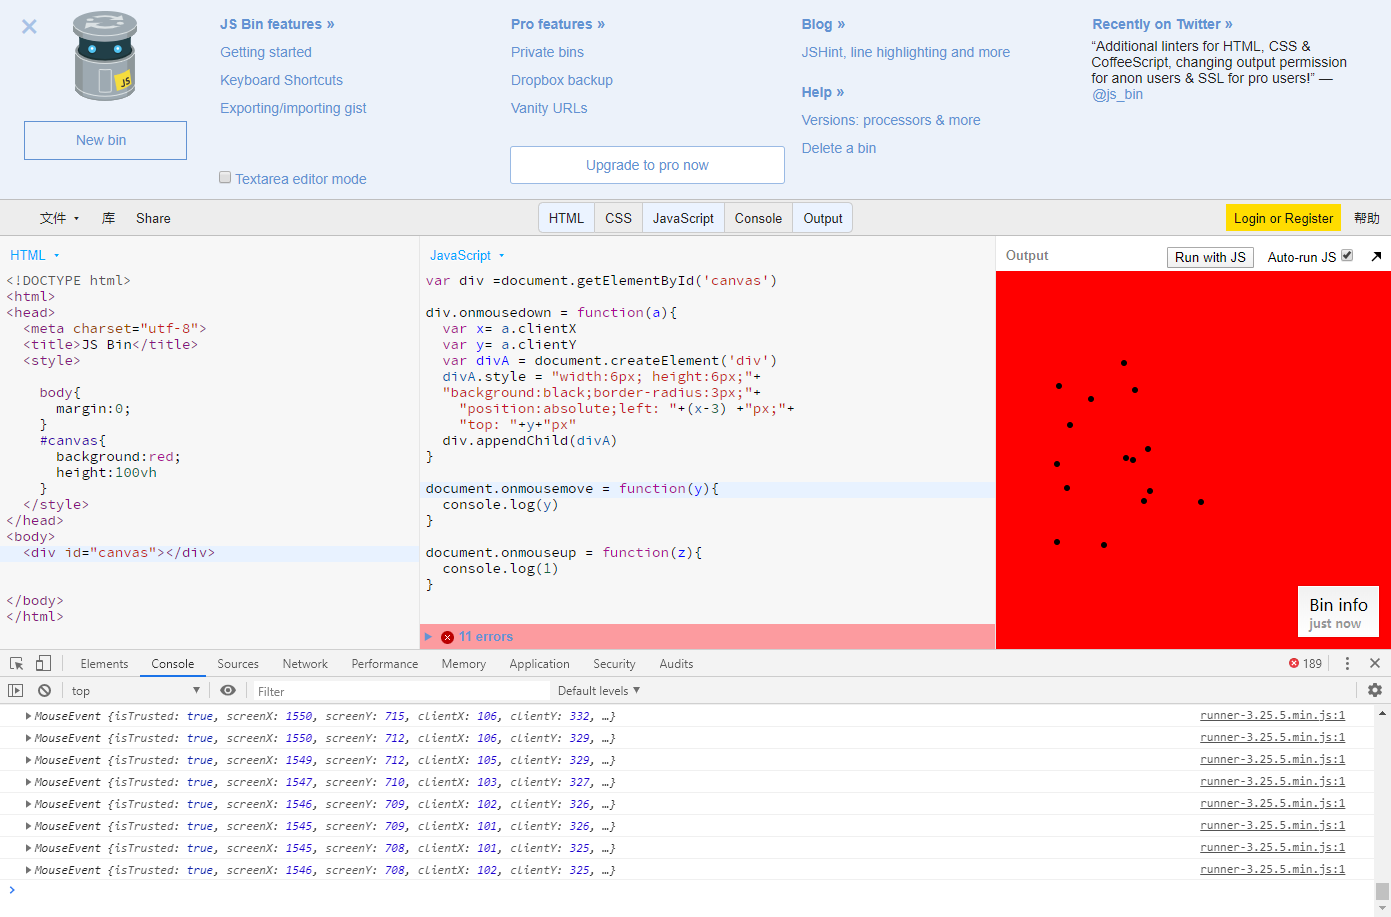 JS Bin features »
Getting started
Keyboard Shortcuts
Exporting/importing gist
Textarea editor mode
New bin
JS
Pro features »
Private bins
Dropbox backup
Vanity URLs
Upgrade to pro now
Blog »
JSHint, line highlighting and more
Help »
Versions: processors & more
Delete a bin
Recently on Twitter »
“Additional linters for HTML, CSS &
CoffeeScript, changing output permission
for anon users & SSL for pro users!” —
@js_bin
文件 库 Share HTML CSS JavaScript Console Output Login or Register 帮助
HTML
<!DOCTYPE html>
<html>
<head>
  <meta charset="utf-8">
  <title>JS Bin</title>
  <style>
    body{
      margin:0;
    }
    #canvas{
      background:red;
      height:100vh
    }
  </style>
</head>
<body>
  <div id="canvas"></div>
</body>
</html>
JavaScript
var div =document.getElementById('canvas')
div.onmousedown = function(a){
  var x= a.clientX
  var y= a.clientY
  var divA = document.createElement('div')
  divA.style = "width:6px; height:6px;"+
  "background:black;border-radius:3px;"+
    "position:absolute;left: "+(x-3) +"px;"+
    "top: "+y+"px"
  div.appendChild(divA)
}
document.onmousemove = function(y){
  console.log(y)
}
document.onmouseup = function(z){
  console.log(1)
}
11 errors
Output Run with JS Auto-run JS
Bin info
just now
Elements Console Sources Network Performance Memory Application Security Audits 189
top Filter Default levels
MouseEvent {isTrusted: true, screenX: 1550, screenY: 715, clientX: 106, clientY: 332, …} runner-3.25.5.min.js:1
MouseEvent {isTrusted: true, screenX: 1550, screenY: 712, clientX: 106, clientY: 329, …} runner-3.25.5.min.js:1
MouseEvent {isTrusted: true, screenX: 1549, screenY: 712, clientX: 105, clientY: 329, …} runner-3.25.5.min.js:1
MouseEvent {isTrusted: true, screenX: 1547, screenY: 710, clientX: 103, clientY: 327, …} runner-3.25.5.min.js:1
MouseEvent {isTrusted: true, screenX: 1546, screenY: 709, clientX: 102, clientY: 326, …} runner-3.25.5.min.js:1
MouseEvent {isTrusted: true, screenX: 1545, screenY: 709, clientX: 101, clientY: 326, …} runner-3.25.5.min.js:1
MouseEvent {isTrusted: true, screenX: 1545, screenY: 708, clientX: 101, clientY: 325, …} runner-3.25.5.min.js:1
MouseEvent {isTrusted: true, screenX: 1546, screenY: 708, clientX: 102, clientY: 325, …} runner-3.25.5.min.js:1